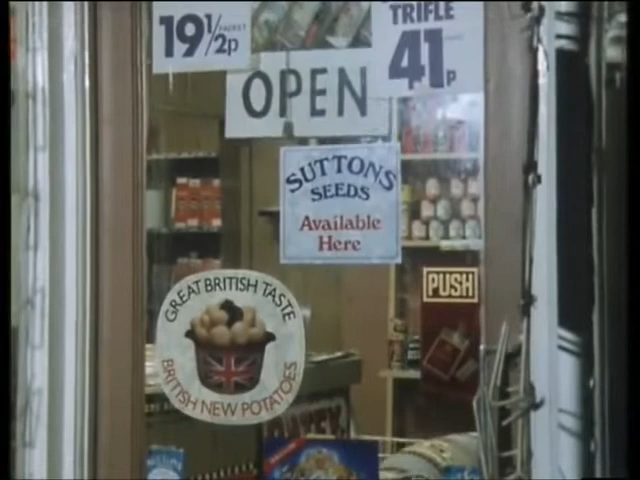 19½p
PACKET
TRIFLE
41p
OPEN
SUTTONS
SEEDS
Available
Here
PUSH
GREAT BRITISH TASTE
BRITISH NEW POTATOES